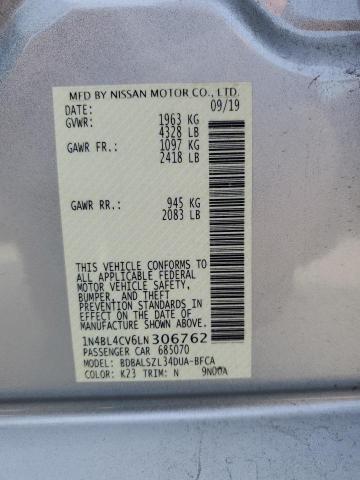 MFD BY NISSAN MOTOR CO., LTD.
DATE: 09/19
GVWR: 1963 KG
4328 LB
GAWR FR.: 1097 KG
2418 LB
GAWR RR.: 945 KG
2083 LB
THIS VEHICLE CONFORMS TO
ALL APPLICABLE FEDERAL
MOTOR VEHICLE SAFETY,
BUMPER, AND THEFT
PREVENTION STANDARDS IN
EFFECT ON THE DATE OF
MANUFACTURE SHOWN ABOVE.
1N4BL4CV6LN306762
PASSENGER CAR 685070
MODEL: BDBALSZL34DUA-BFCA
COLOR: K23 TRIM: N 9N00A